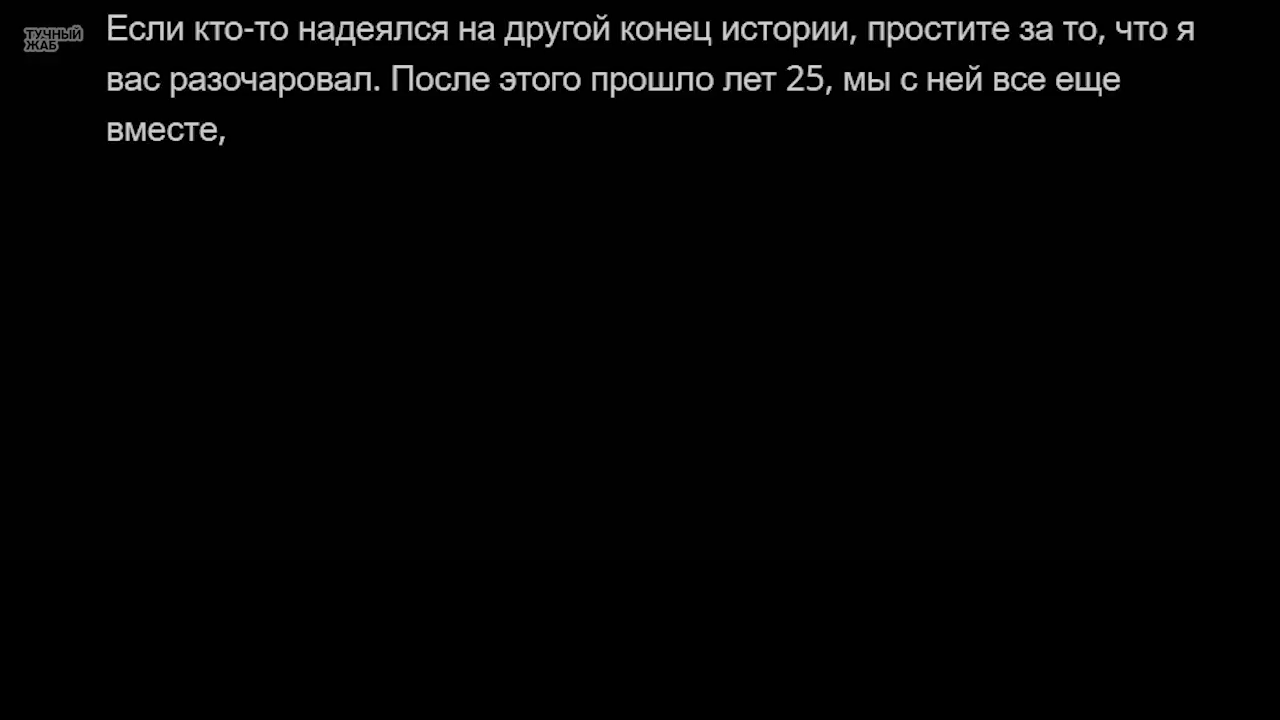 ТУЧНЫЙ
ЖАБ
Если кто-то надеялся на другой конец истории, простите за то, что я
вас разочаровал. После этого прошло лет 25, мы с ней все еще
вместе,